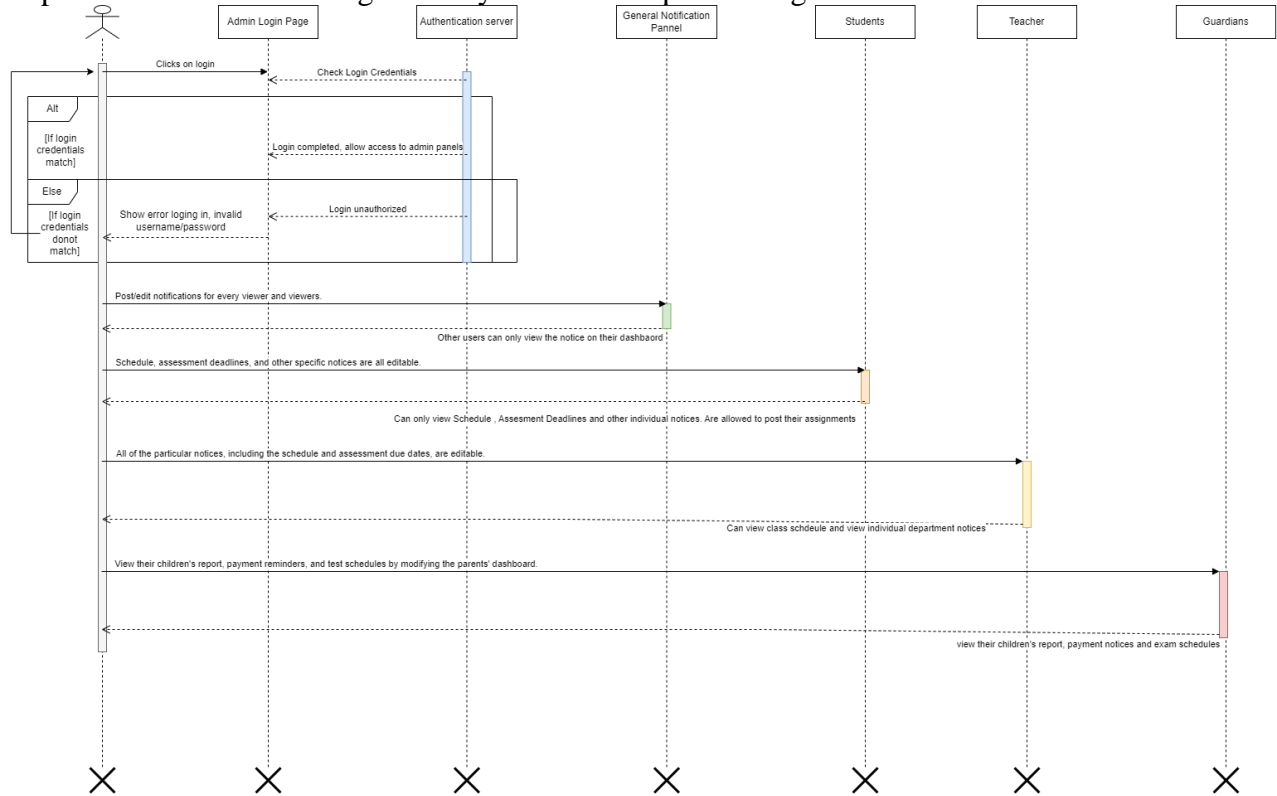 Admin Login Page
Authentication server
General Notification
Pannel
Students
Teacher
Guardians
Clicks on login
Check Login Credentials
Alt
[If login
credentials
match]
Login completed, allow access to admin panels
Else
[If login
credentials
donot
match]
Show error loging in, invalid
username/password
Login unauthorized
Post/edit notifications for every viewer and viewers.
Other users can only view the notice on their dashbaord
Schedule, assessment deadlines, and other specific notices are all editable.
Can only view Schedule , Assesment Deadlines and other individual notices. Are allowed to post their assignments
All of the particular notices, including the schedule and assessment due dates, are editable.
Can view class schdeule and view individual department notices
View their children's report, payment reminders, and test schedules by modifying the parents' dashboard.
view their children's report, payment notices and exam schedules